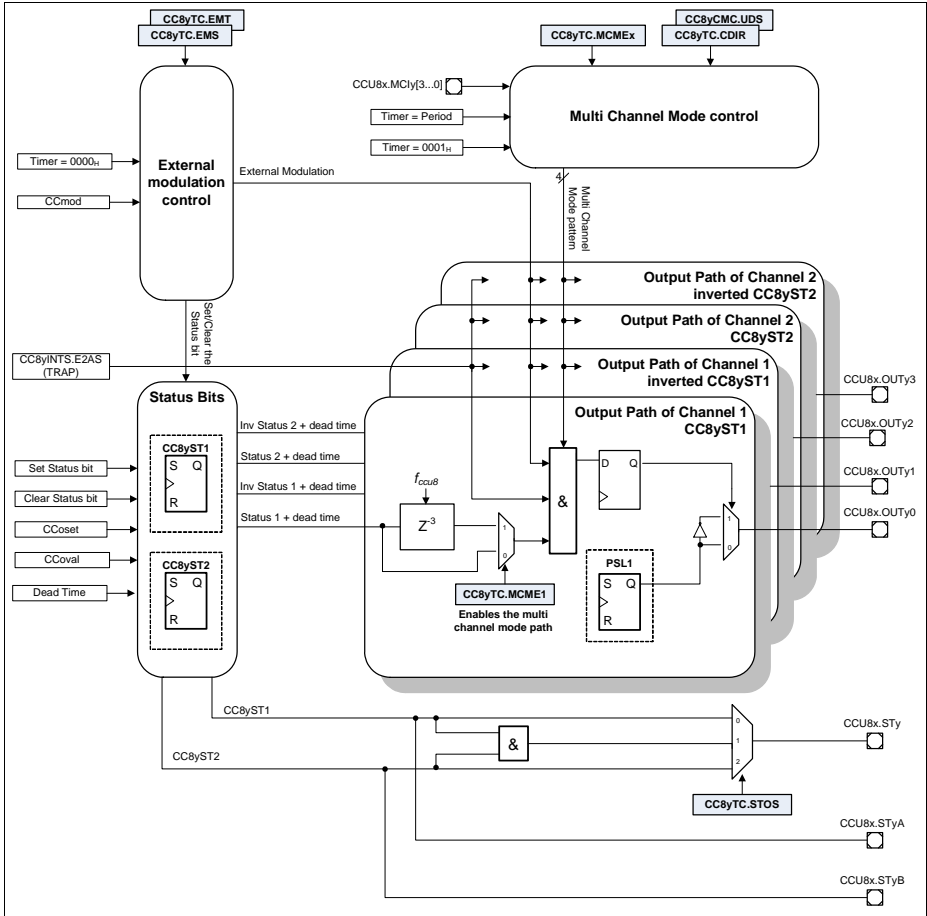 CC8yTC.EMT
CC8yTC.EMS
CC8yTC.MCMEx
CC8yCMC.UDS
CC8yTC.CDIR
CCU8x.MCIy[3...0]
Timer = Period
Timer = 0001H
Multi Channel Mode control
Timer = 0000H
CCmod
External
modulation
control
External Modulation
4
Multi Channel
Mode pattern
Set/Clear the
Status bit
CC8yINTS.E2AS
(TRAP)
Output Path of Channel 2
inverted CC8yST2
Output Path of Channel 2
CC8yST2
Output Path of Channel 1
inverted CC8yST1
Output Path of Channel 1
CC8yST1
CCU8x.OUTy3
CCU8x.OUTy2
CCU8x.OUTy1
CCU8x.OUTy0
Status Bits
CC8yST1
S Q
R
CC8yST2
S Q
R
Set Status bit
Clear Status bit
CCoset
CCoval
Dead Time
Inv Status 2 + dead time
Status 2 + dead time
Inv Status 1 + dead time
Status 1 + dead time
fccu8
Z-3
1
0
CC8yTC.MCME1
Enables the multi
channel mode path
&
D Q
PSL1
S Q
R
1
0
CC8yST1
CC8yST2
&
0
1
2
CC8yTC.STOS
CCU8x.STy
CCU8x.STyA
CCU8x.STyB